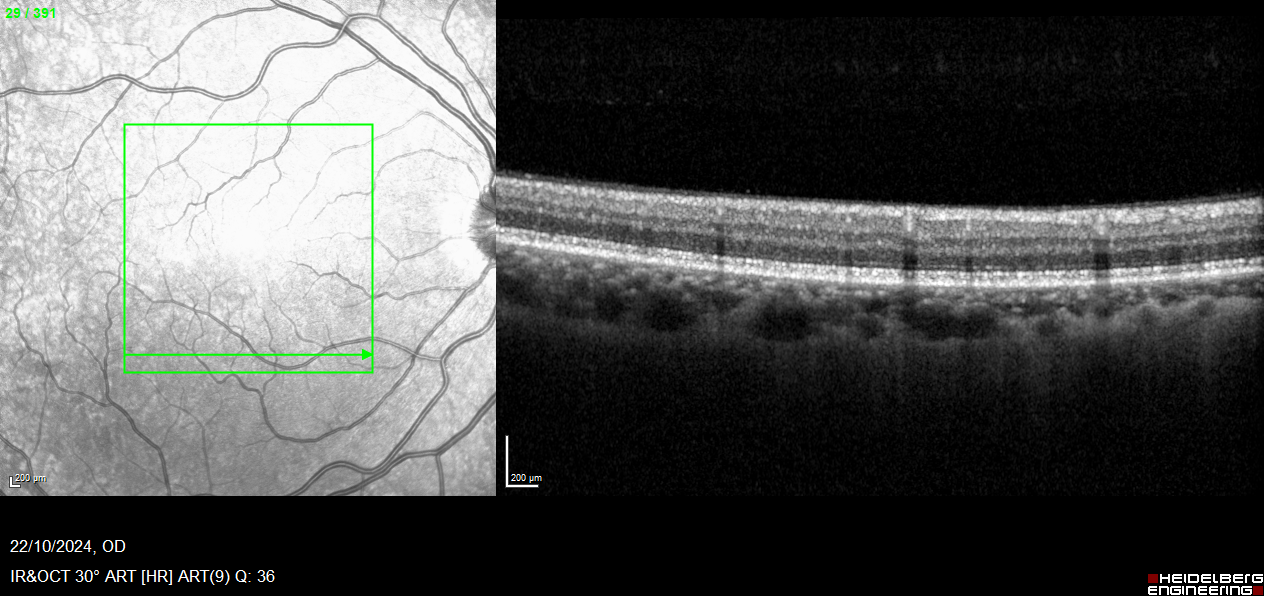 29 / 391
200 µm
200 µm
22/10/2024, OD
IR&OCT 30° ART [HR] ART(9) Q: 36
HEIDELBERG
ENGINEERING